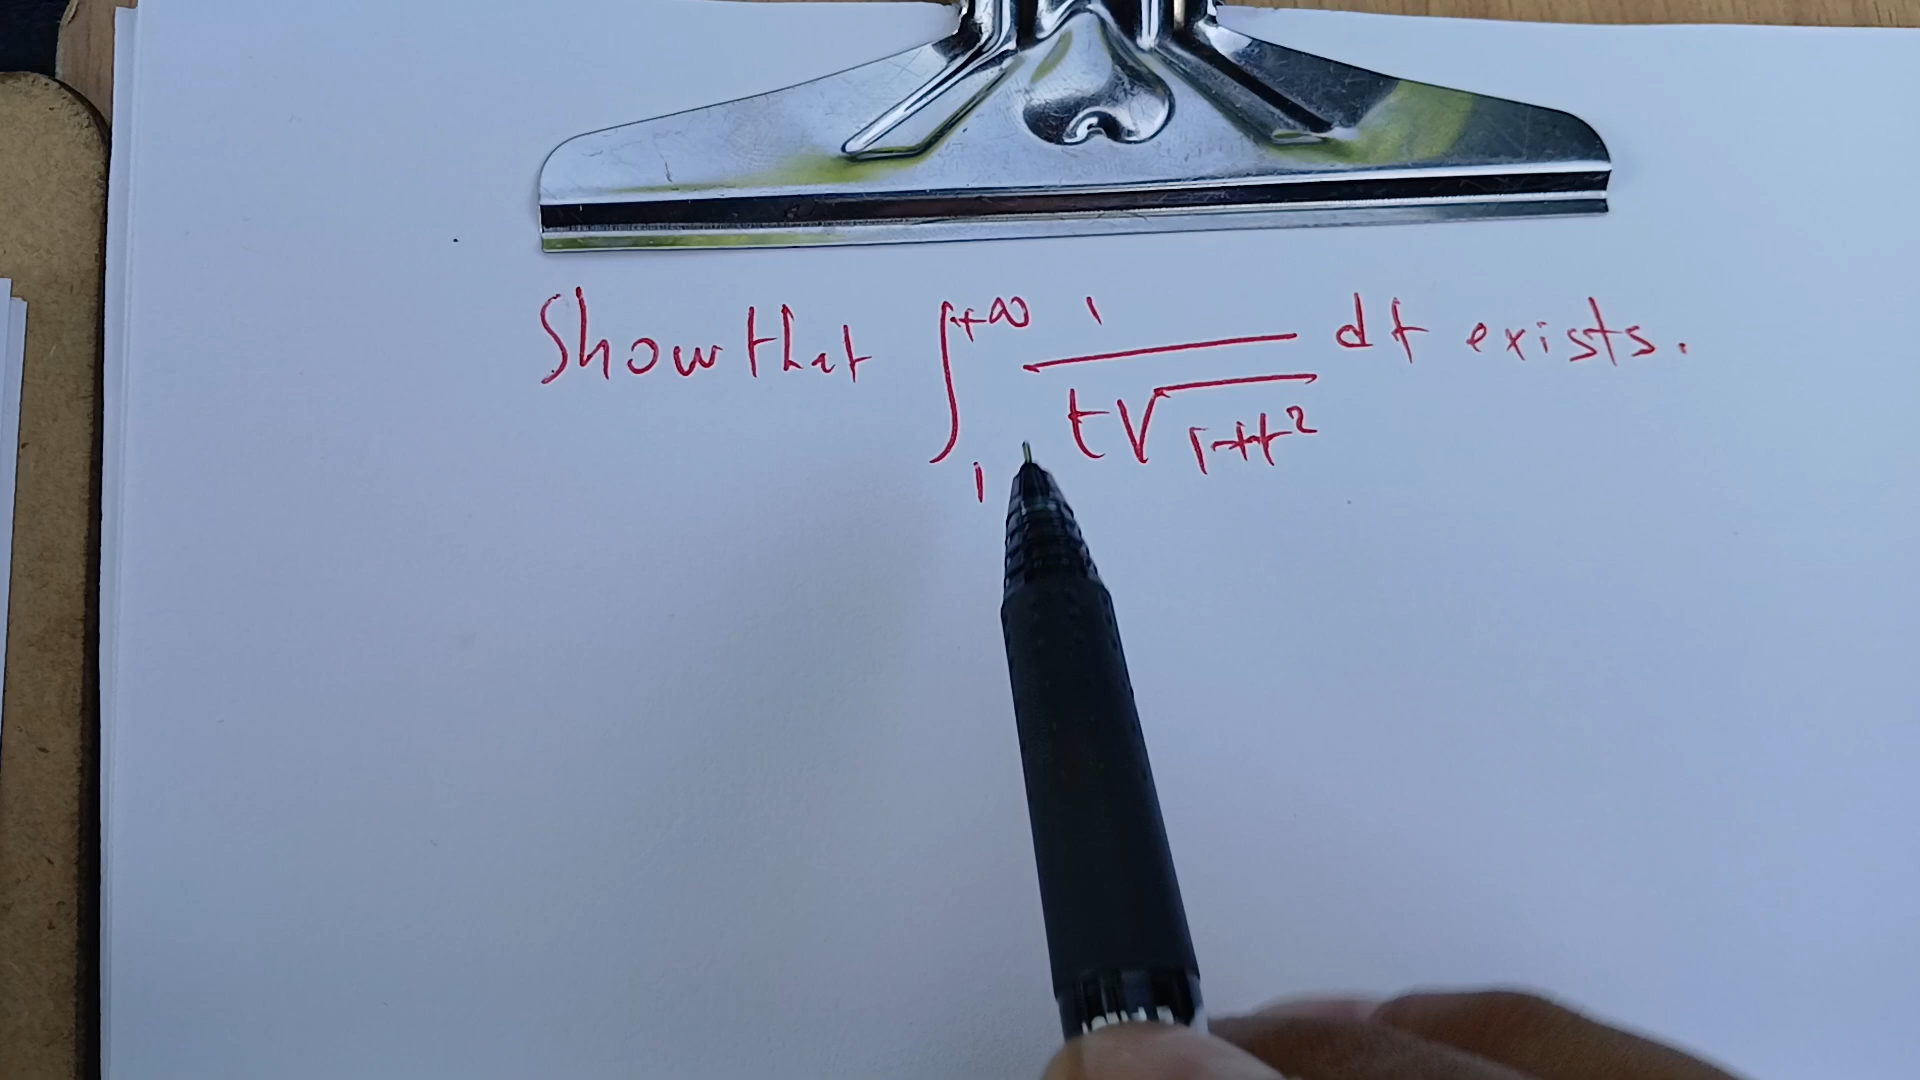 Show that ∫₁^{+∞} 1/(t√(1+t²)) dt exists.